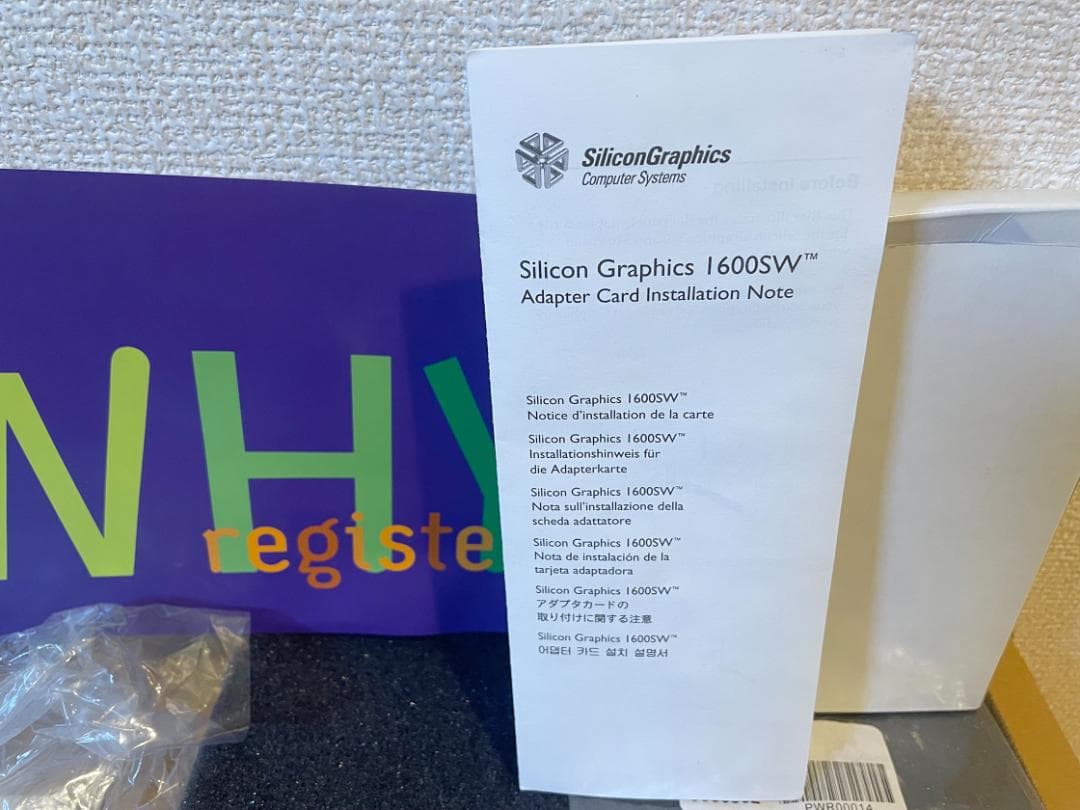 SiliconGraphics
Computer Systems
Before Installing
Silicon Graphics 1600SW™
Adapter Card Installation Note
Silicon Graphics 1600SW™
Notice d'installation de la carte
Silicon Graphics 1600SW™
Installationshinweis für
die Adapterkarte
Silicon Graphics 1600SW™
Nota sull'installazione della
scheda adattatore
Silicon Graphics 1600SW™
Nota de instalación de la
tarjeta adaptadora
Silicon Graphics 1600SW™
アダプタカードの
取り付けに関する注意
Silicon Graphics 1600SW™
어댑터 카드 설치 설명서
WHY
registe
PWR00014